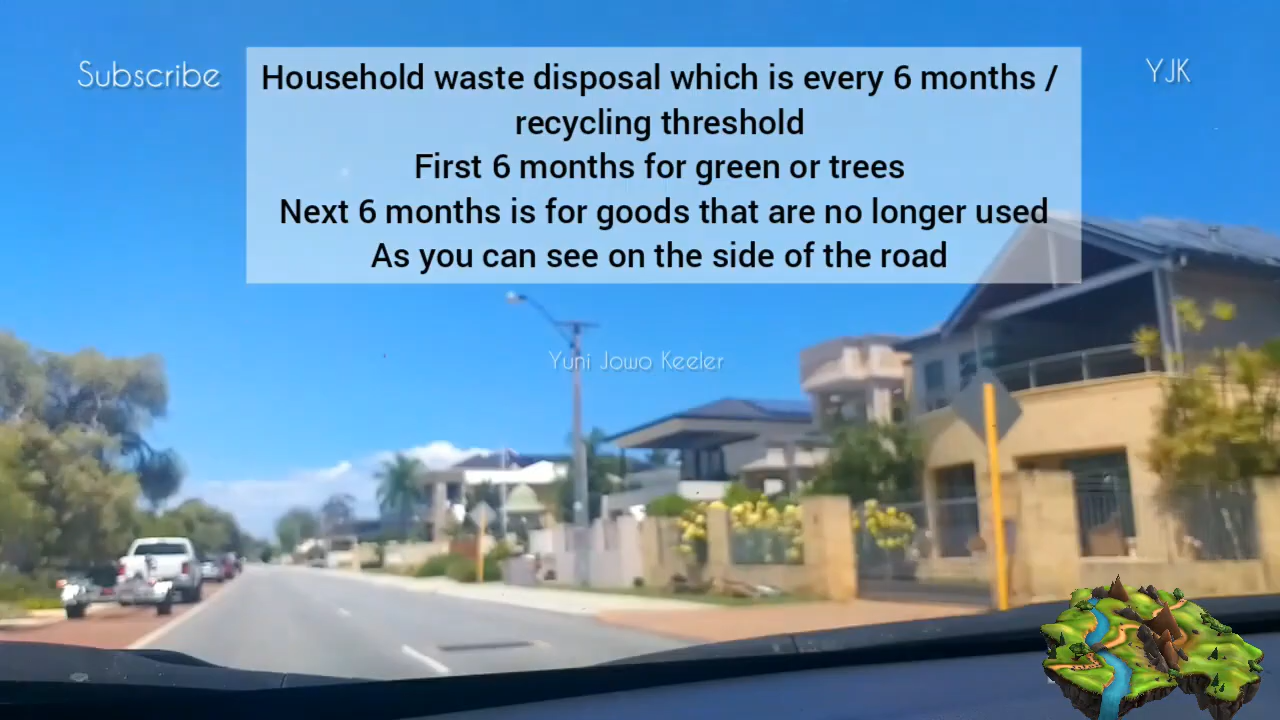 Subscribe
YJK
Household waste disposal which is every 6 months /
recycling threshold
First 6 months for green or trees
Next 6 months is for goods that are no longer used
As you can see on the side of the road
Yuni Jowo Keeler